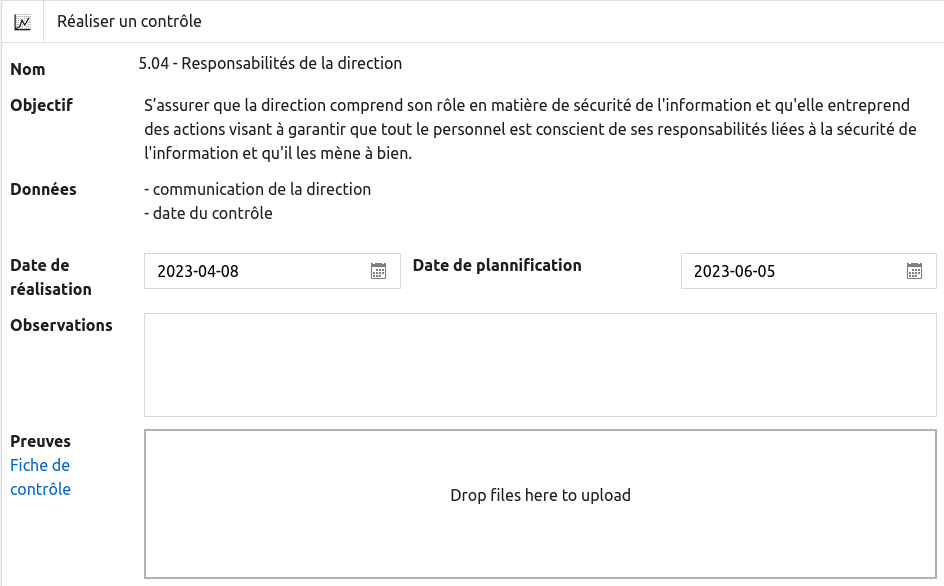 Réaliser un contrôle
Nom
5.04 - Responsabilités de la direction
Objectif
S’assurer que la direction comprend son rôle en matière de sécurité de l'information et qu'elle entreprend
des actions visant à garantir que tout le personnel est conscient de ses responsabilités liées à la sécurité de
l'information et qu'il les mène à bien.
Données
- communication de la direction
- date du contrôle
Date de
réalisation
2023-04-08
Date de plannification
2023-06-05
Observations
Preuves
Fiche de
contrôle
Drop files here to upload